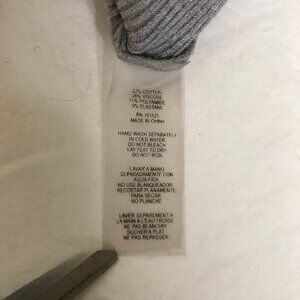 52% COTTON
28% VISCOSE
11% POLYAMIDE
9% ELASTANE
RN 101925
MADE IN CHINA
HAND WASH SEPARATELY
IN COLD WATER
DO NOT BLEACH
LAY FLAT TO DRY
DO NOT IRON
LAVAR A MANO
SEPARADAMENTE CON
AGUA FRIA
NO USE BLANQUEADOR
RECOSTAR PLANAMENTE
PARA SECAR
NO PLANCHE
LAVER SEPAREMENT A
LA MAIN A L'EAU FROIDE
NE PAS BLANCHIR
SECHER A PLAT
NE PAS REPASSER